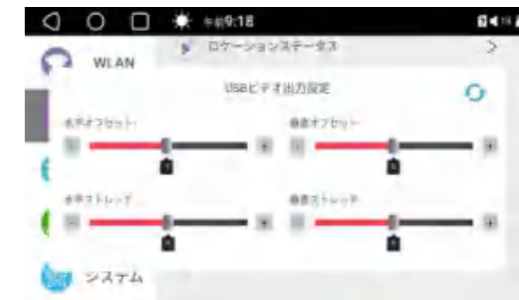 午前9:18
WLAN
ロケーションステータス
USBビデオ出力設定
水平オフセット
垂直オフセット
水平ストレッチ
垂直ストレッチ
システム